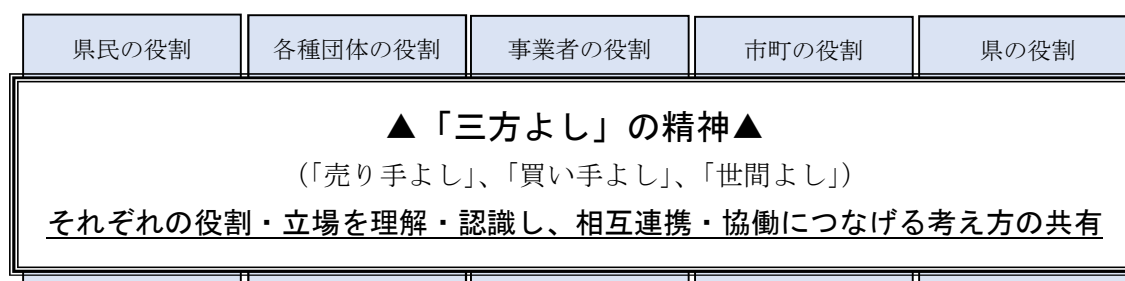 県民の役割
各種団体の役割
事業者の役割
市町の役割
県の役割
▲「三方よし」の精神▲
（「売り手よし」、「買い手よし」、「世間よし」）
それぞれの役割・立場を理解・認識し、相互連携・協働につなげる考え方の共有